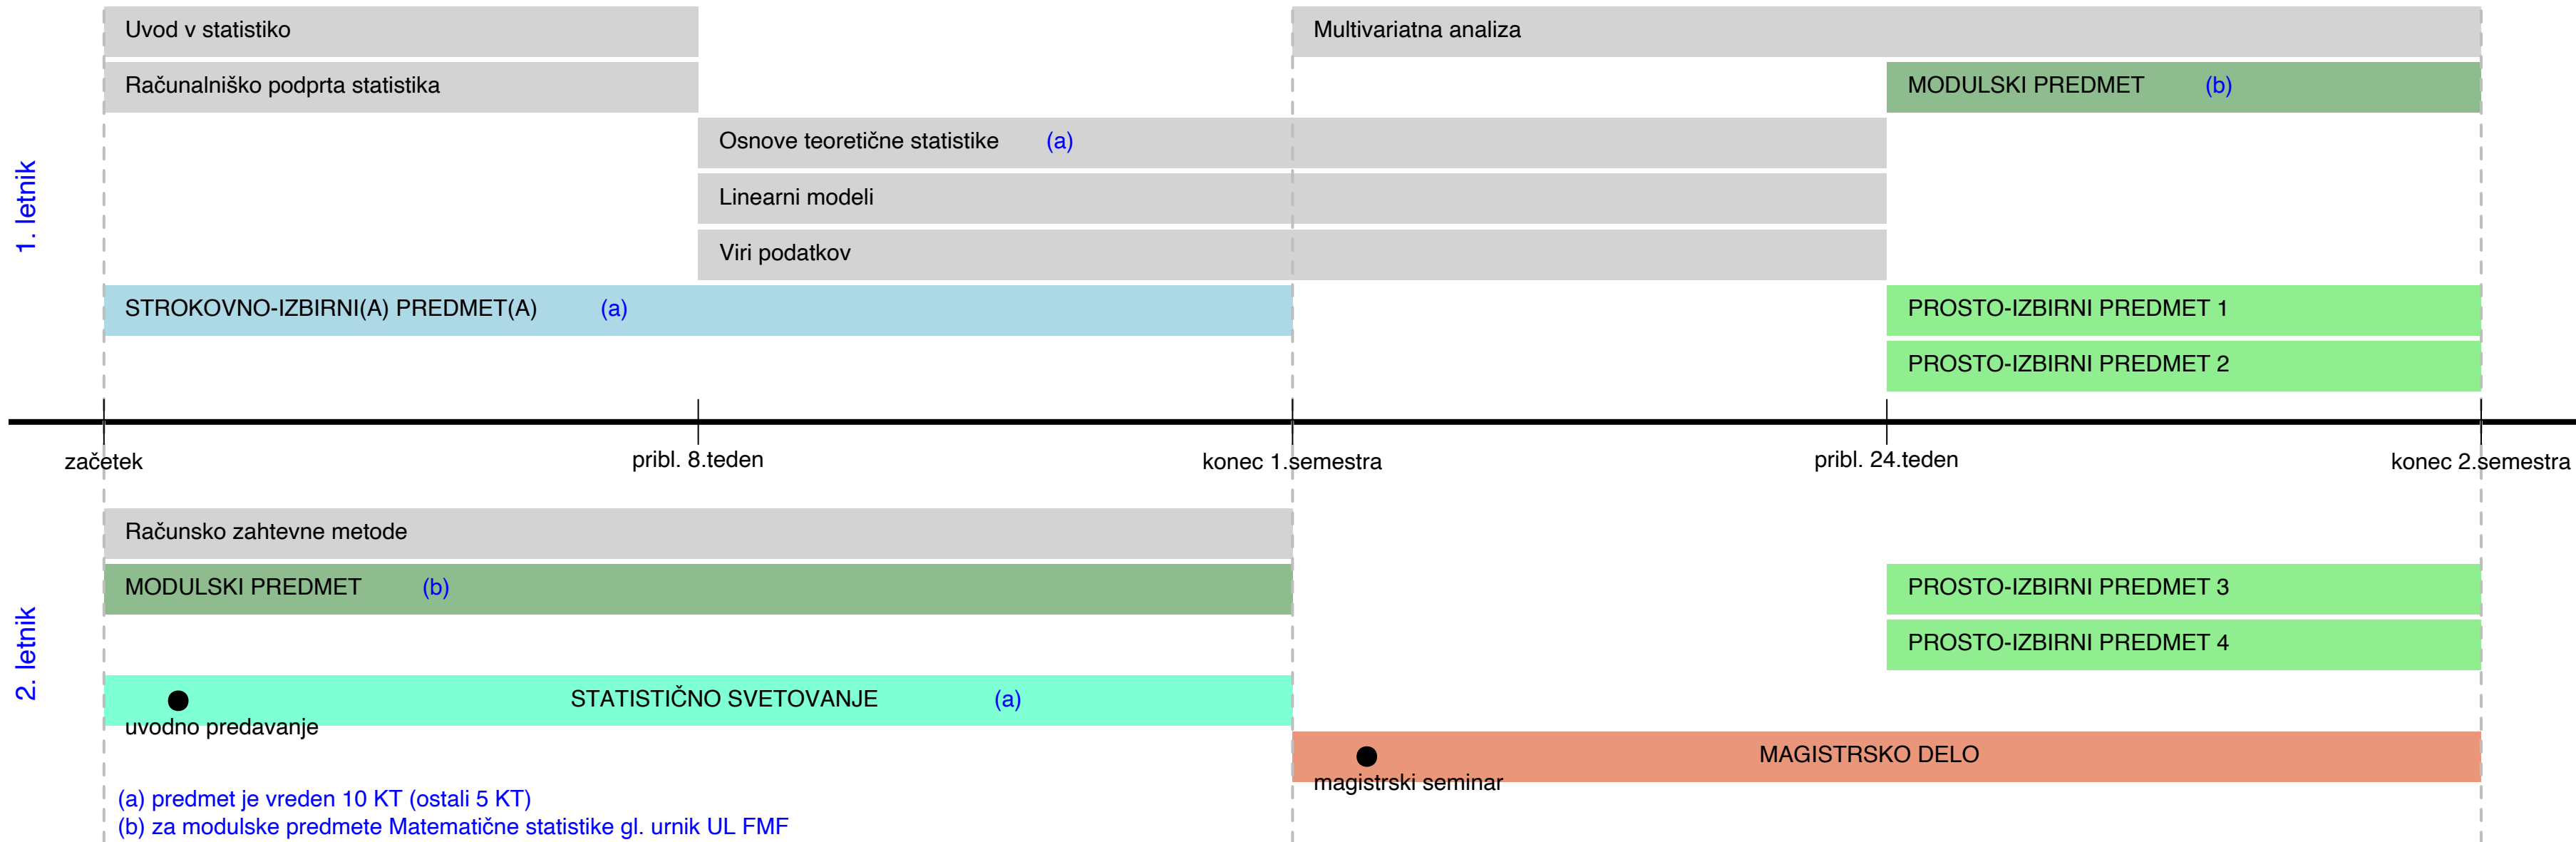 Uvod v statistiko
Multivariatna analiza
Računalniško podprta statistika
MODULSKI PREDMET (b)
Osnove teoretične statistike (a)
Linearni modeli
Viri podatkov
1. letnik
STROKOVNO-IZBIRNI(A) PREDMET(A) (a)
PROSTO-IZBIRNI PREDMET 1
PROSTO-IZBIRNI PREDMET 2
začetek
pribl. 8.teden
konec 1.semestra
pribl. 24.teden
konec 2.semestra
Računsko zahtevne metode
MODULSKI PREDMET (b)
PROSTO-IZBIRNI PREDMET 3
PROSTO-IZBIRNI PREDMET 4
2. letnik
STATISTIČNO SVETOVANJE (a)
uvodno predavanje
MAGISTRSKO DELO
magistrski seminar
(a) predmet je vreden 10 KT (ostali 5 KT)
(b) za modulske predmete Matematične statistike gl. urnik UL FMF